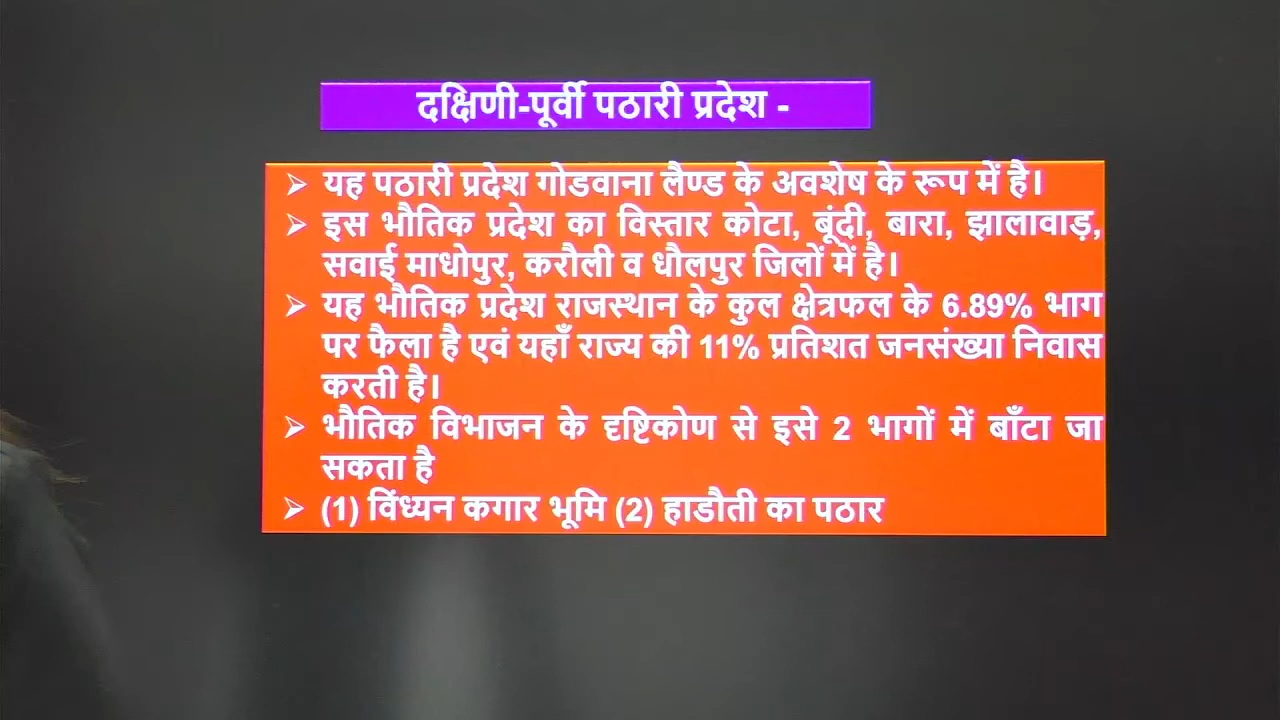 दक्षिणी-पूर्वी पठारी प्रदेश -
➢ यह पठारी प्रदेश गोडवाना लैण्ड के अवशेष के रूप में है।
➢ इस भौतिक प्रदेश का विस्तार कोटा, बूंदी, बारा, झालावाड़,
सवाई माधोपुर, करौली व धौलपुर जिलों में है।
➢ यह भौतिक प्रदेश राजस्थान के कुल क्षेत्रफल के 6.89% भाग
पर फैला है एवं यहाँ राज्य की 11% प्रतिशत जनसंख्या निवास
करती है।
➢ भौतिक विभाजन के दृष्टिकोण से इसे 2 भागों में बाँटा जा
सकता है
➢ (1) विंध्यन कगार भूमि (2) हाडौती का पठार